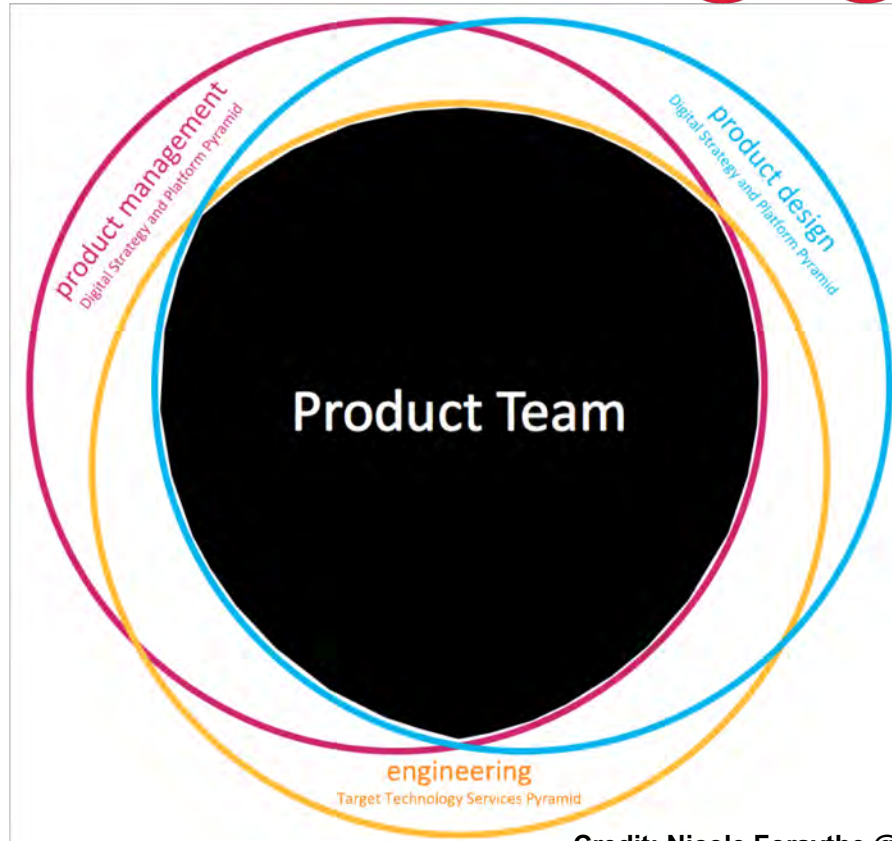 product management
Digital Strategy and Platform Pyramid
product design
Digital Strategy and Platform Pyramid
Product Team
engineering
Target Technology Services Pyramid